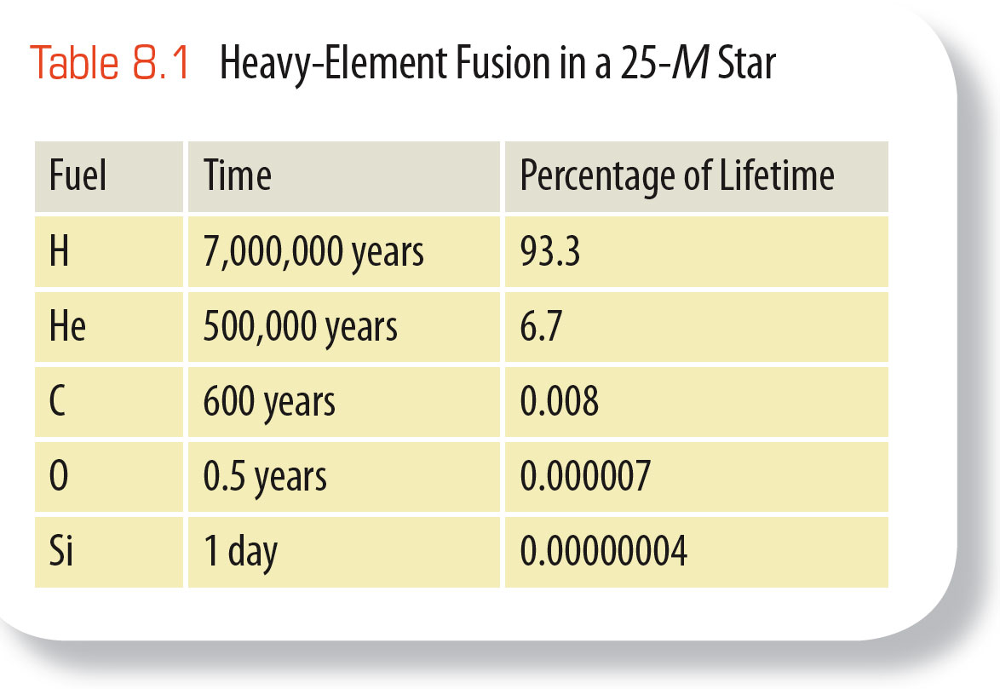 Table 8.1 Heavy-Element Fusion in a 25-M Star
Fuel Time Percentage of Lifetime
H 7,000,000 years 93.3
He 500,000 years 6.7
C 600 years 0.008
O 0.5 years 0.000007
Si 1 day 0.00000004